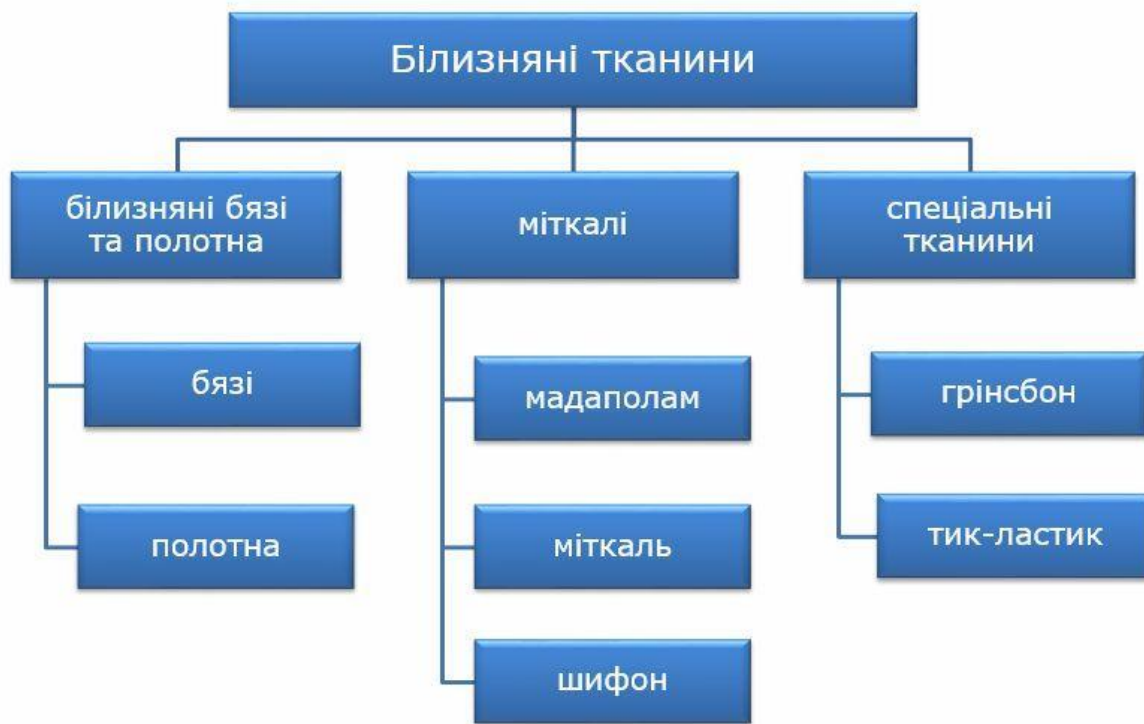 Білизняні тканини
білизняні бязі
та полотна
бязі
полотна
міткалі
мадаполам
міткаль
шифон
спеціальні
тканини
грінсбон
тик-ластик